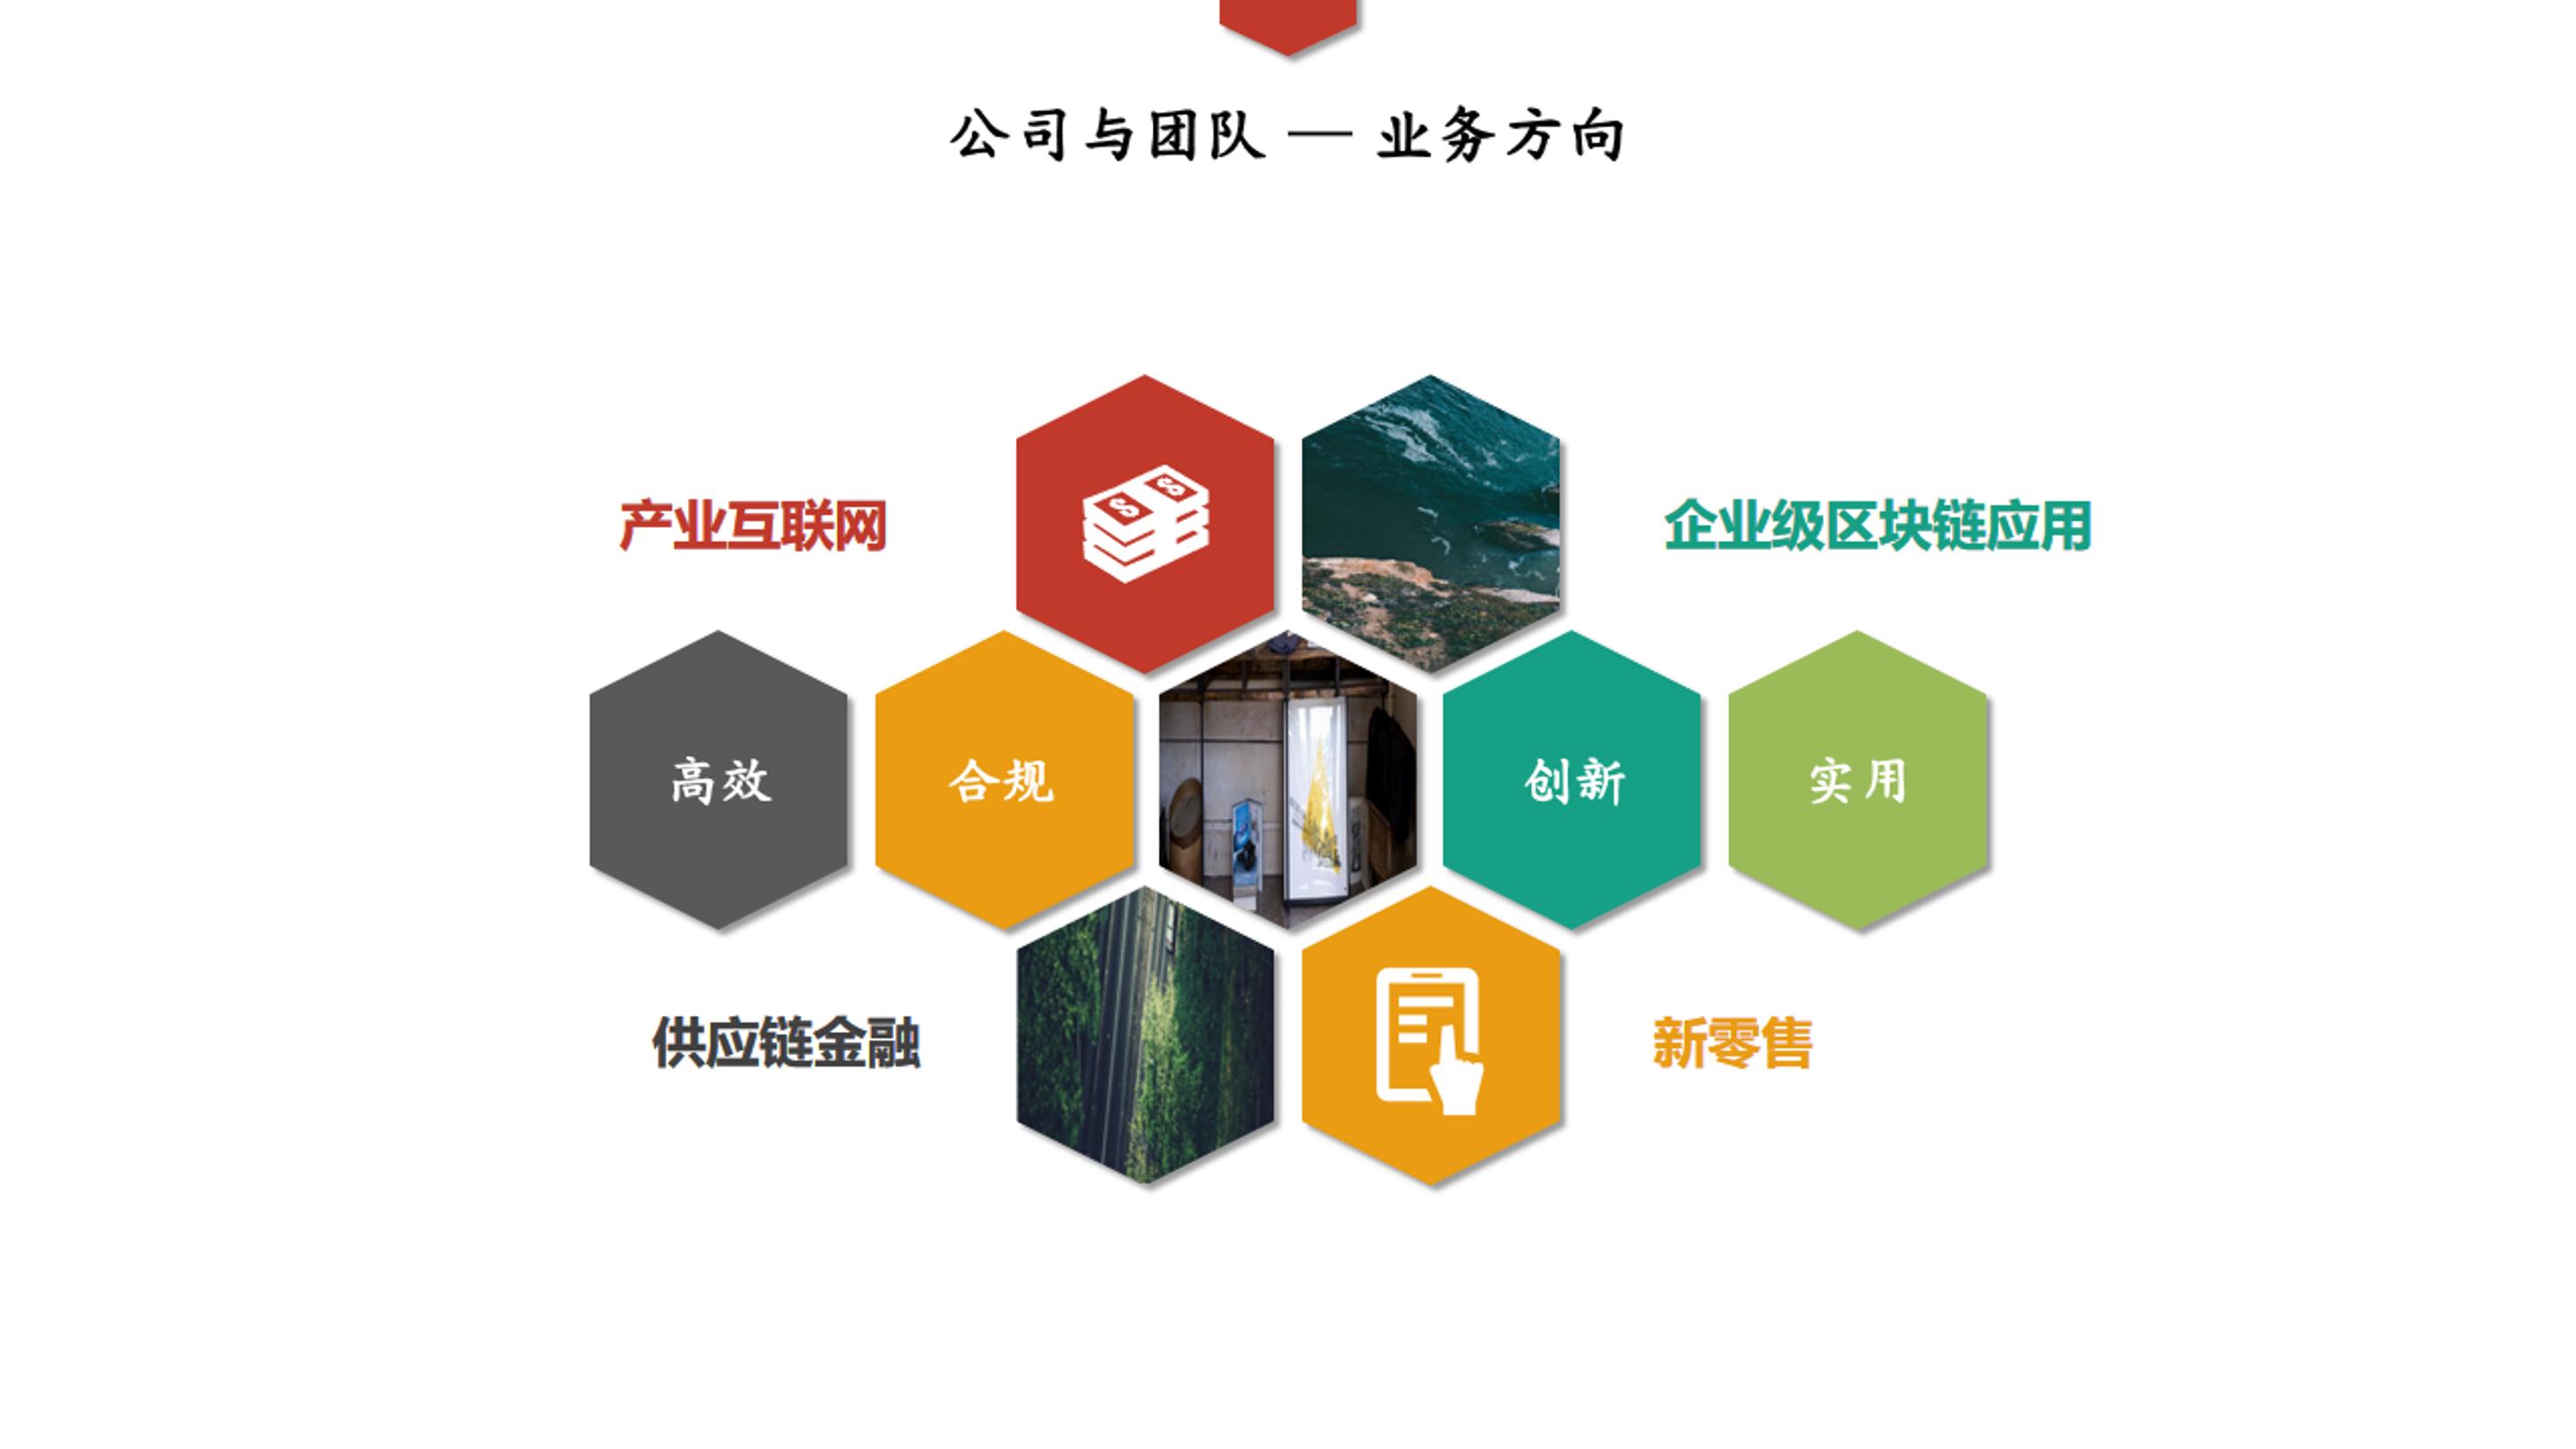 公司与团队 — 业务方向
产业互联网
企业级区块链应用
高效
合规
创新
实用
供应链金融
新零售